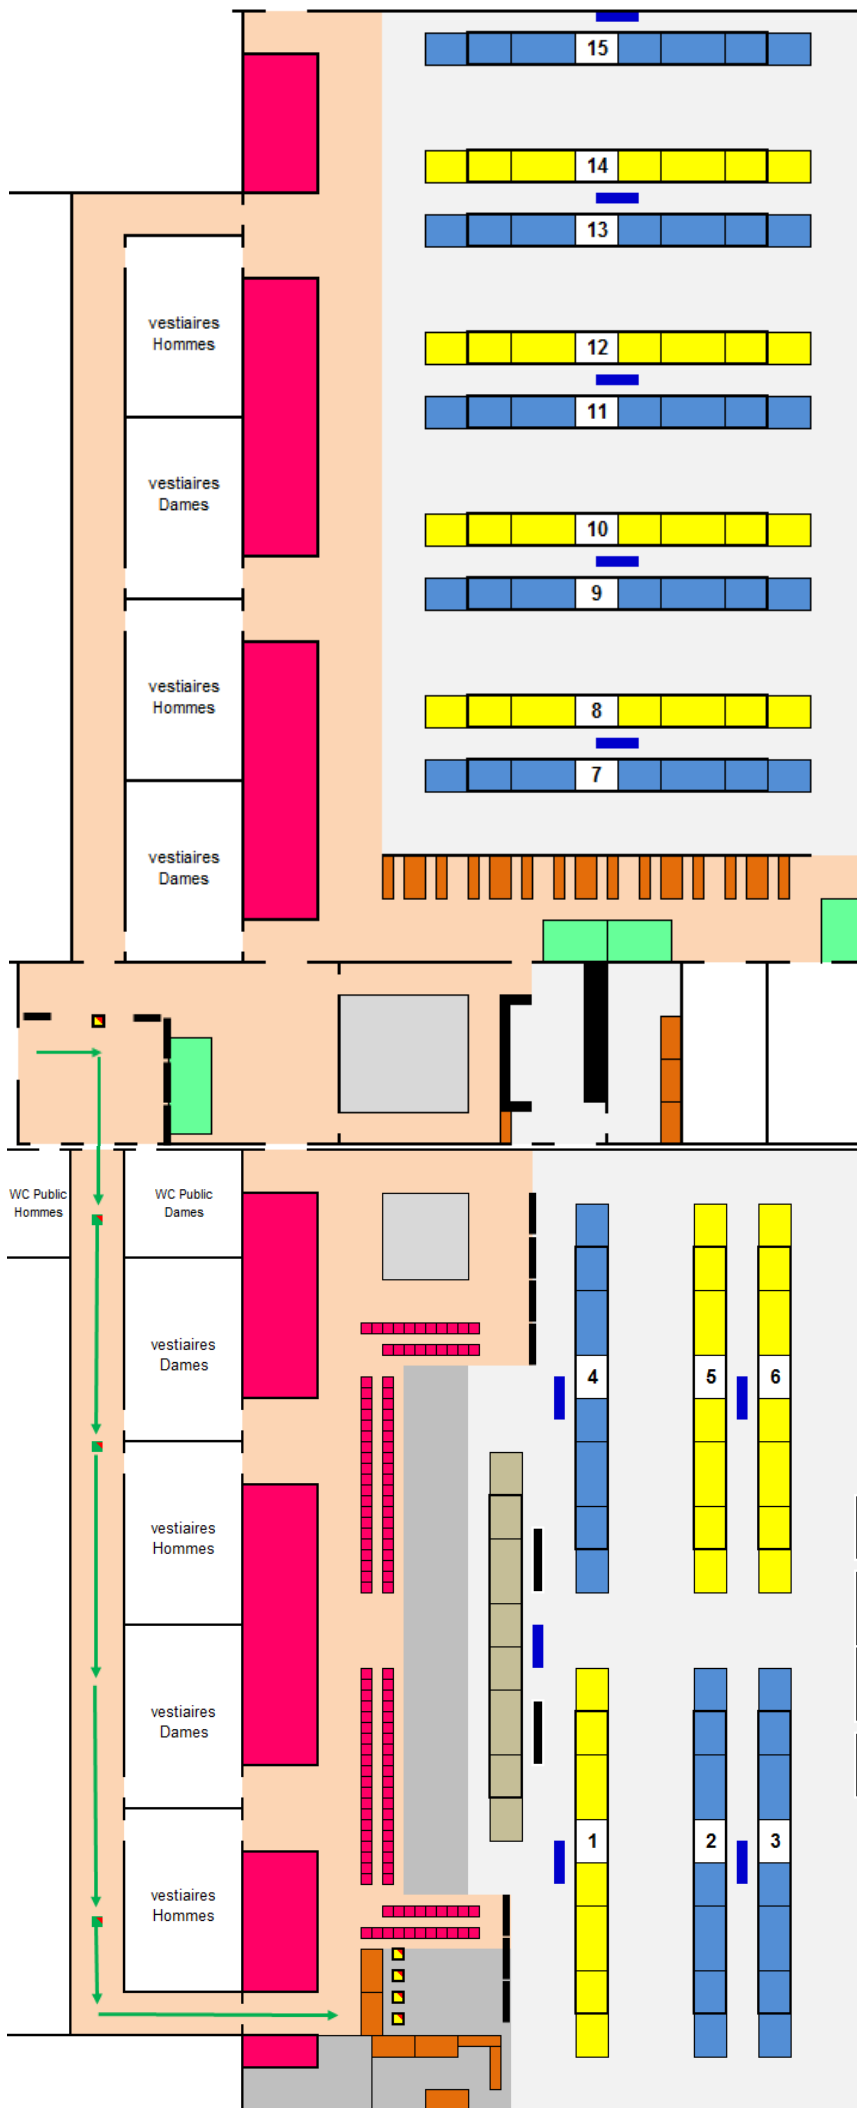 15
14
13
vestiaires
Hommes
12
11
vestiaires
Dames
10
9
vestiaires
Hommes
8
7
vestiaires
Dames
WC Public
Hommes
WC Public
Dames
vestiaires
Dames
4
5
6
vestiaires
Hommes
vestiaires
Dames
1
2
3
vestiaires
Hommes